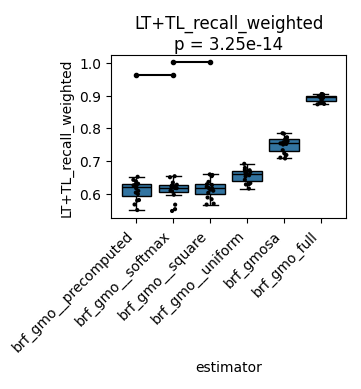 LT+TL_recall_weighted
p = 3.25e-14
LT+TL_recall_weighted
1.0
0.9
0.8
0.7
0.6
brf_gmo__precomputed
brf_gmo__softmax
brf_gmo__square
brf_gmo__uniform
brf_gmosa
brf_gmo_full
estimator